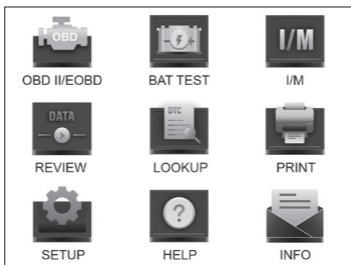 OBD I/M
OBD II/EOBD BAT TEST I/M
DATA DTC
REVIEW LOOKUP PRINT
?
SETUP HELP INFO